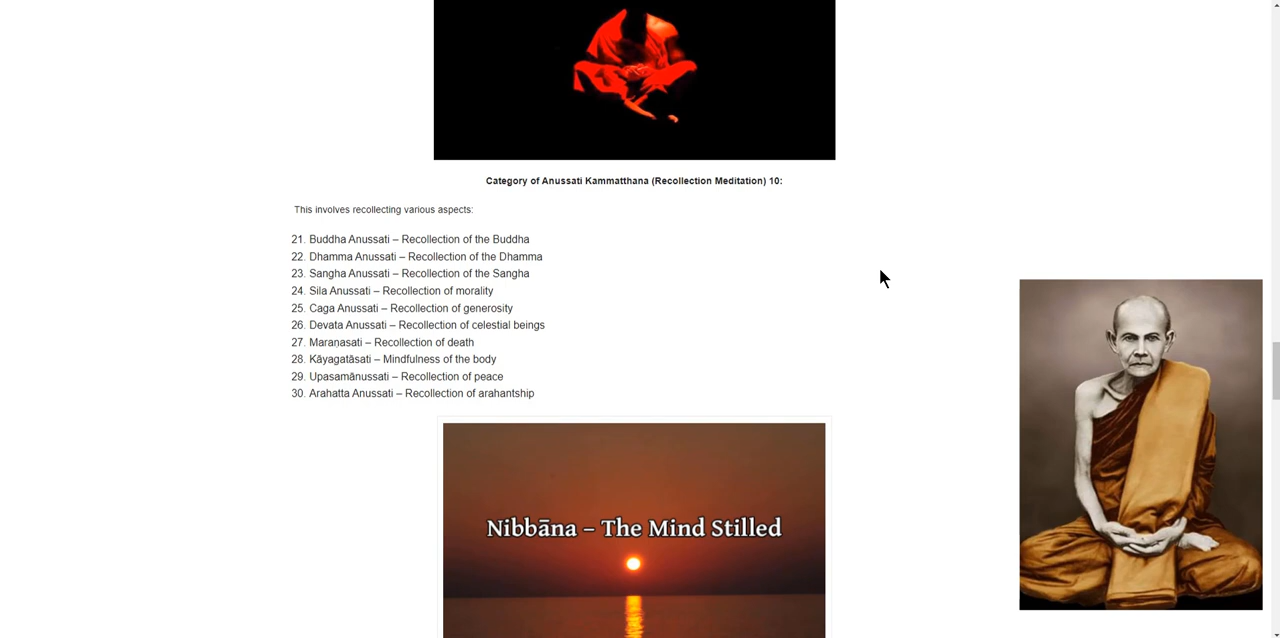 Category of Anussati Kammatthana (Recollection Meditation) 10:
This involves recollecting various aspects:
21. Buddha Anussati – Recollection of the Buddha
22. Dhamma Anussati – Recollection of the Dhamma
23. Sangha Anussati – Recollection of the Sangha
24. Sila Anussati – Recollection of morality
25. Caga Anussati – Recollection of generosity
26. Devata Anussati – Recollection of celestial beings
27. Maraṇasati – Recollection of death
28. Kāyagatāsati – Mindfulness of the body
29. Upasamānussati – Recollection of peace
30. Arahatta Anussati – Recollection of arahantship
Nibbāna – The Mind Stilled